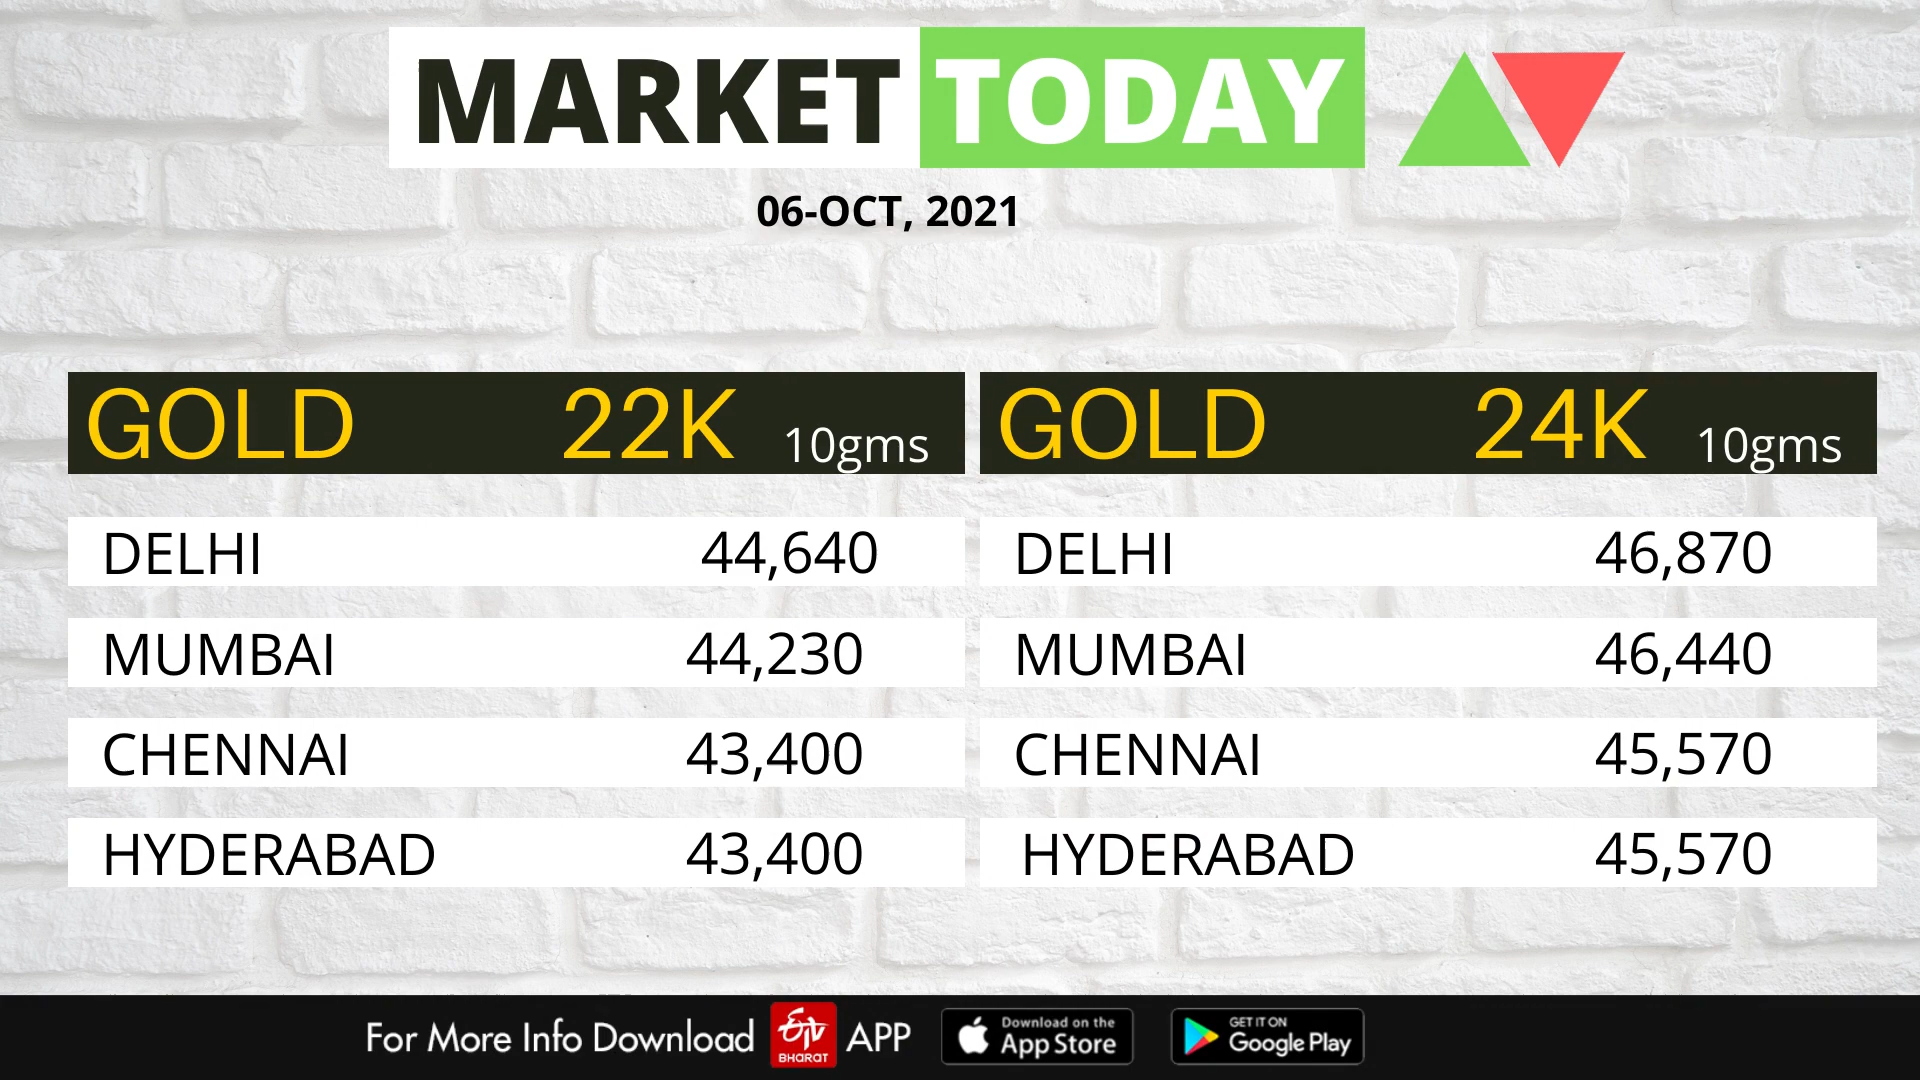 MARKET TODAY
06-OCT, 2021
GOLD 22K 10gms
DELHI 44,640
MUMBAI 44,230
CHENNAI 43,400
HYDERABAD 43,400
GOLD 24K 10gms
DELHI 46,870
MUMBAI 46,440
CHENNAI 45,570
HYDERABAD 45,570
For More Info Download ETV BHARAT APP
Download on the
App Store
GET IT ON
Google Play